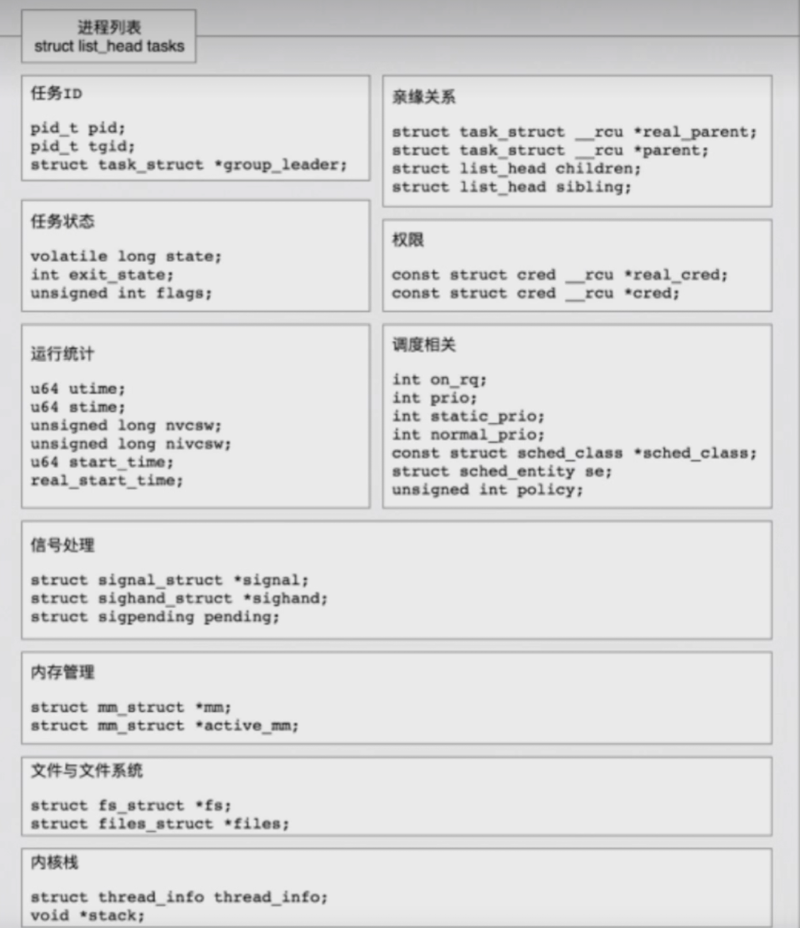 进程列表
struct list_head tasks
任务ID
pid_t pid;
pid_t tgid;
struct task_struct *group_leader;
亲缘关系
struct task_struct __rcu *real_parent;
struct task_struct __rcu *parent;
struct list_head children;
struct list_head sibling;
任务状态
volatile long state;
int exit_state;
unsigned int flags;
权限
const struct cred __rcu *real_cred;
const struct cred __rcu *cred;
运行统计
u64 utime;
u64 stime;
unsigned long nvcsw;
unsigned long nivcsw;
u64 start_time;
real_start_time;
调度相关
int on_rq;
int prio;
int static_prio;
int normal_prio;
const struct sched_class *sched_class;
struct sched_entity se;
unsigned int policy;
信号处理
struct signal_struct *signal;
struct sighand_struct *sighand;
struct sigpending pending;
内存管理
struct mm_struct *mm;
struct mm_struct *active_mm;
文件与文件系统
struct fs_struct *fs;
struct files_struct *files;
内核栈
struct thread_info thread_info;
void *stack;